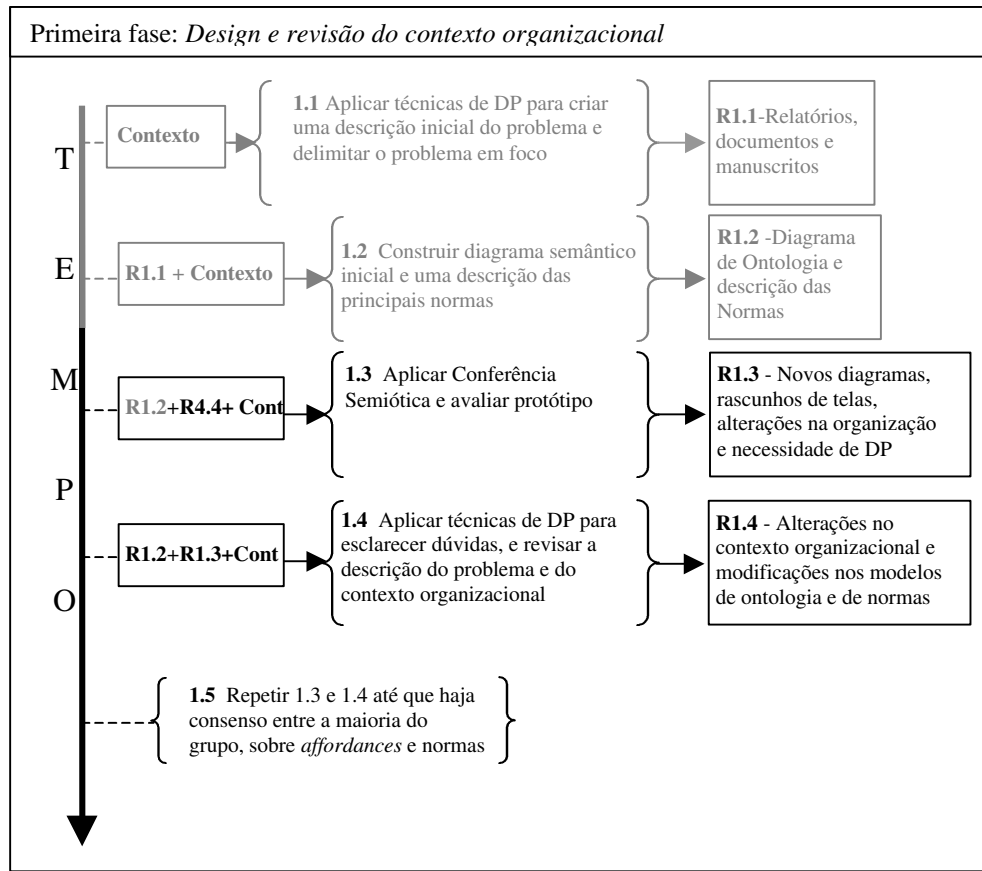 Primeira fase: Design e revisão do contexto organizacional
T
E
M
P
O
Contexto
1.1 Aplicar técnicas de DP para criar
uma descrição inicial do problema e
delimitar o problema em foco
R1.1-Relatórios,
documentos e
manuscritos
R1.1 + Contexto
1.2 Construir diagrama semântico
inicial e uma descrição das
principais normas
R1.2 -Diagrama
de Ontologia e
descrição das
Normas
R1.2+R4.4+ Cont
1.3 Aplicar Conferência
Semiótica e avaliar protótipo
R1.3 - Novos diagramas,
rascunhos de telas,
alterações na organização
e necessidade de DP
R1.2+R1.3+Cont
1.4 Aplicar técnicas de DP para
esclarecer dúvidas, e revisar a
descrição do problema e do
contexto organizacional
R1.4 - Alterações no
contexto organizacional e
modificações nos modelos
de ontologia e de normas
1.5 Repetir 1.3 e 1.4 até que haja
consenso entre a maioria do
grupo, sobre affordances e normas